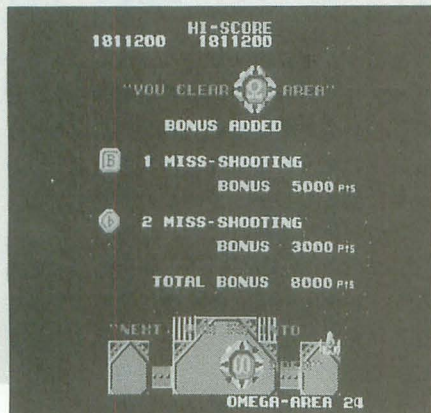 HI-SCORE
1811200 1811200
"YOU CLEAR Ω AREA"
BONUS ADDED
B 1 MISS-SHOOTING
BONUS 5000 Pts
2 MISS-SHOOTING
BONUS 3000 Pts
TOTAL BONUS 8000 Pts
"NEXT
OMEGA-AREA 24